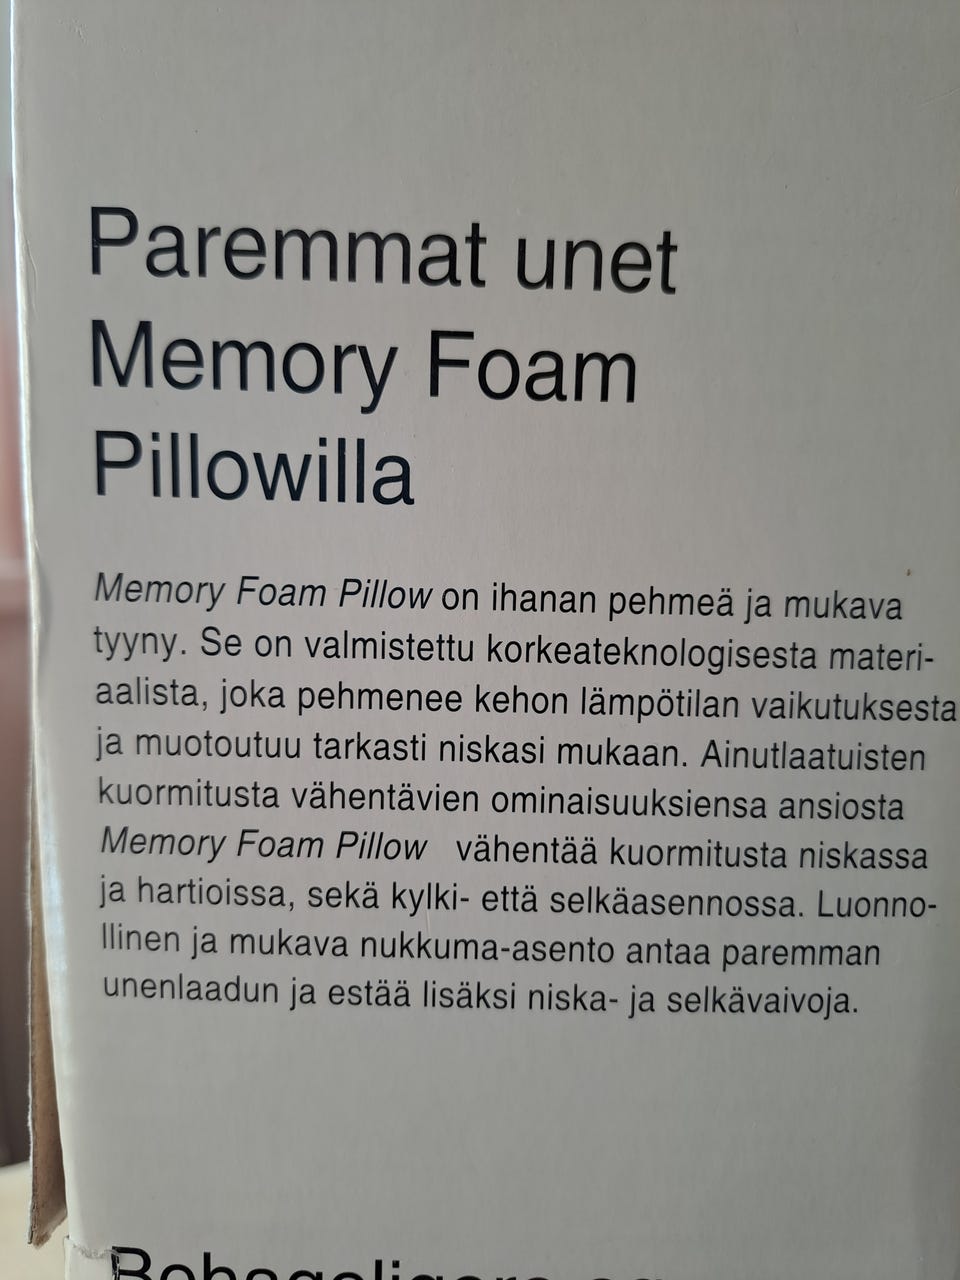 Paremmat unet
Memory Foam
Pillowilla
Memory Foam Pillow on ihanan pehmeä ja mukava
tyyny. Se on valmistettu korkeateknologisesta materi-
aalista, joka pehmenee kehon lämpötilan vaikutuksesta
ja muotoutuu tarkasti niskasi mukaan. Ainutlaatuisten
kuormitusta vähentävien ominaisuuksiensa ansiosta
Memory Foam Pillow vähentää kuormitusta niskassa
ja hartioissa, sekä kylki- että selkäasennossa. Luonno-
llinen ja mukava nukkuma-asento antaa paremman
unenlaadun ja estää lisäksi niska- ja selkävaivoja.